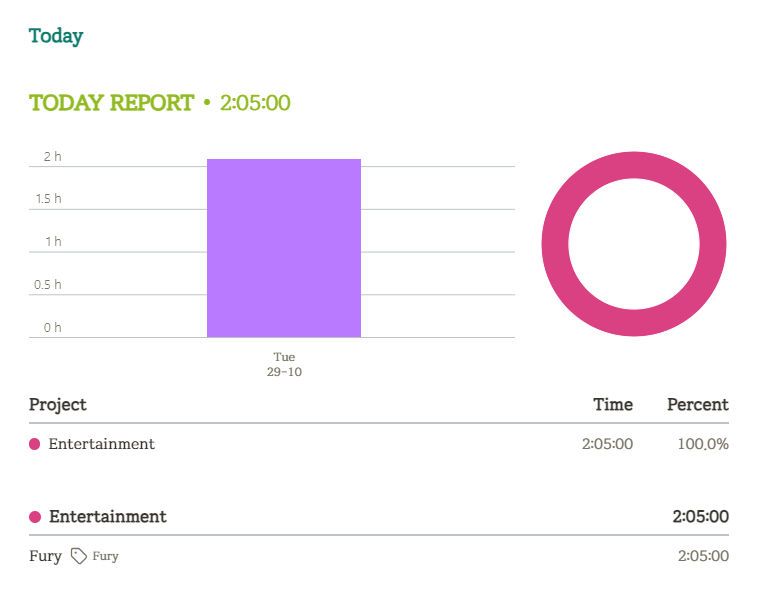 Today
TODAY REPORT • 2:05:00
2 h
1.5 h
1 h
0.5 h
0 h
Tue
29-10
Project Time Percent
Entertainment 2:05:00 100,0%
Entertainment 2:05:00
Fury Fury 2:05:00